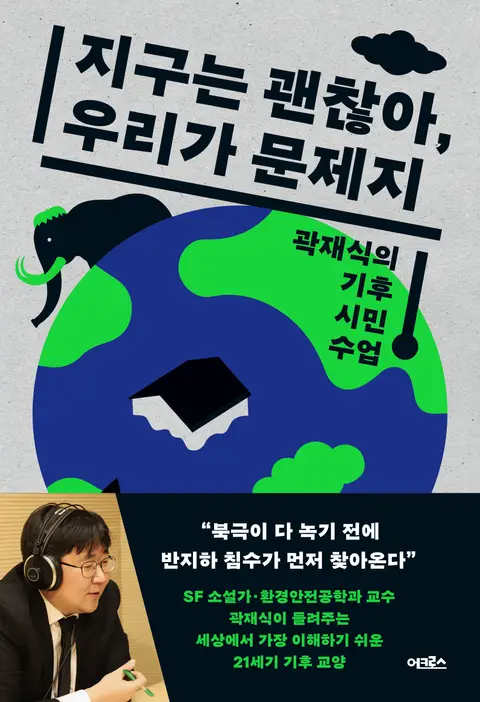 지구는 괜찮아,
우리가 문제지
곽재식의
기후
시민
수업
“북극이 다 녹기 전에
반지하 침수가 먼저 찾아온다”
SF 소설가·환경안전공학과 교수
곽재식이 들려주는
세상에서 가장 이해하기 쉬운
21세기 기후 교양
어크로스